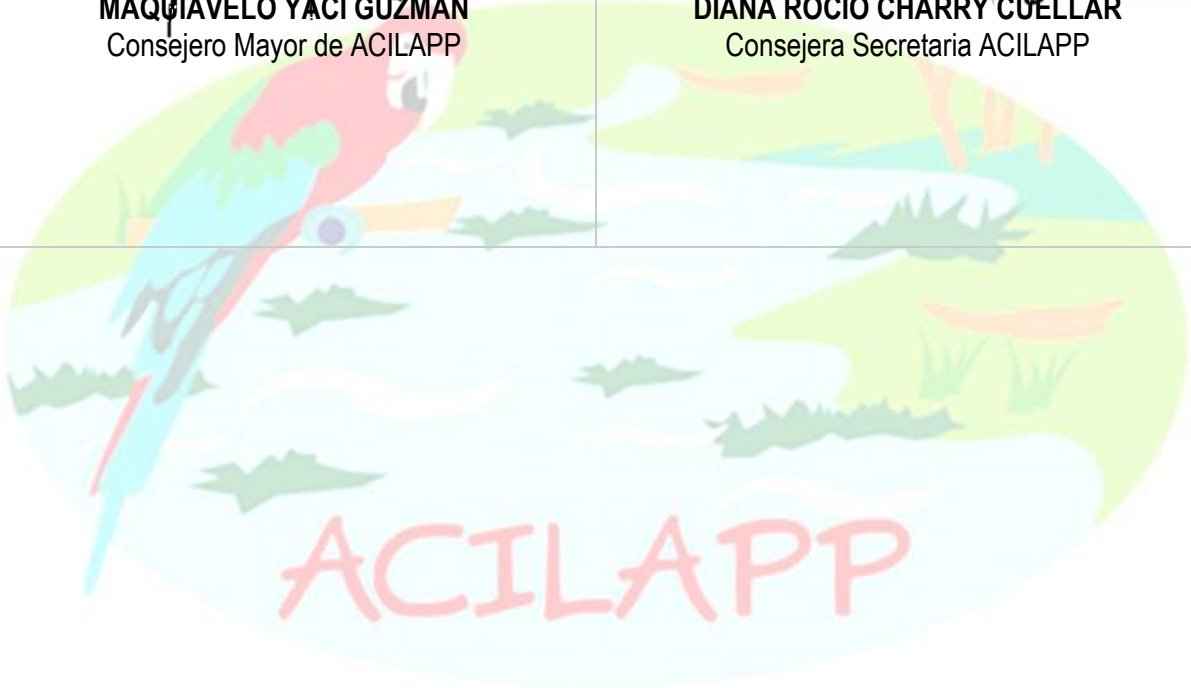 MAQUIAVELO YACI GUZMAN
Consejero Mayor de ACILAPP
DIANA ROCIO CHARRY CUELLAR
Consejera Secretaria ACILAPP
ACILAPP